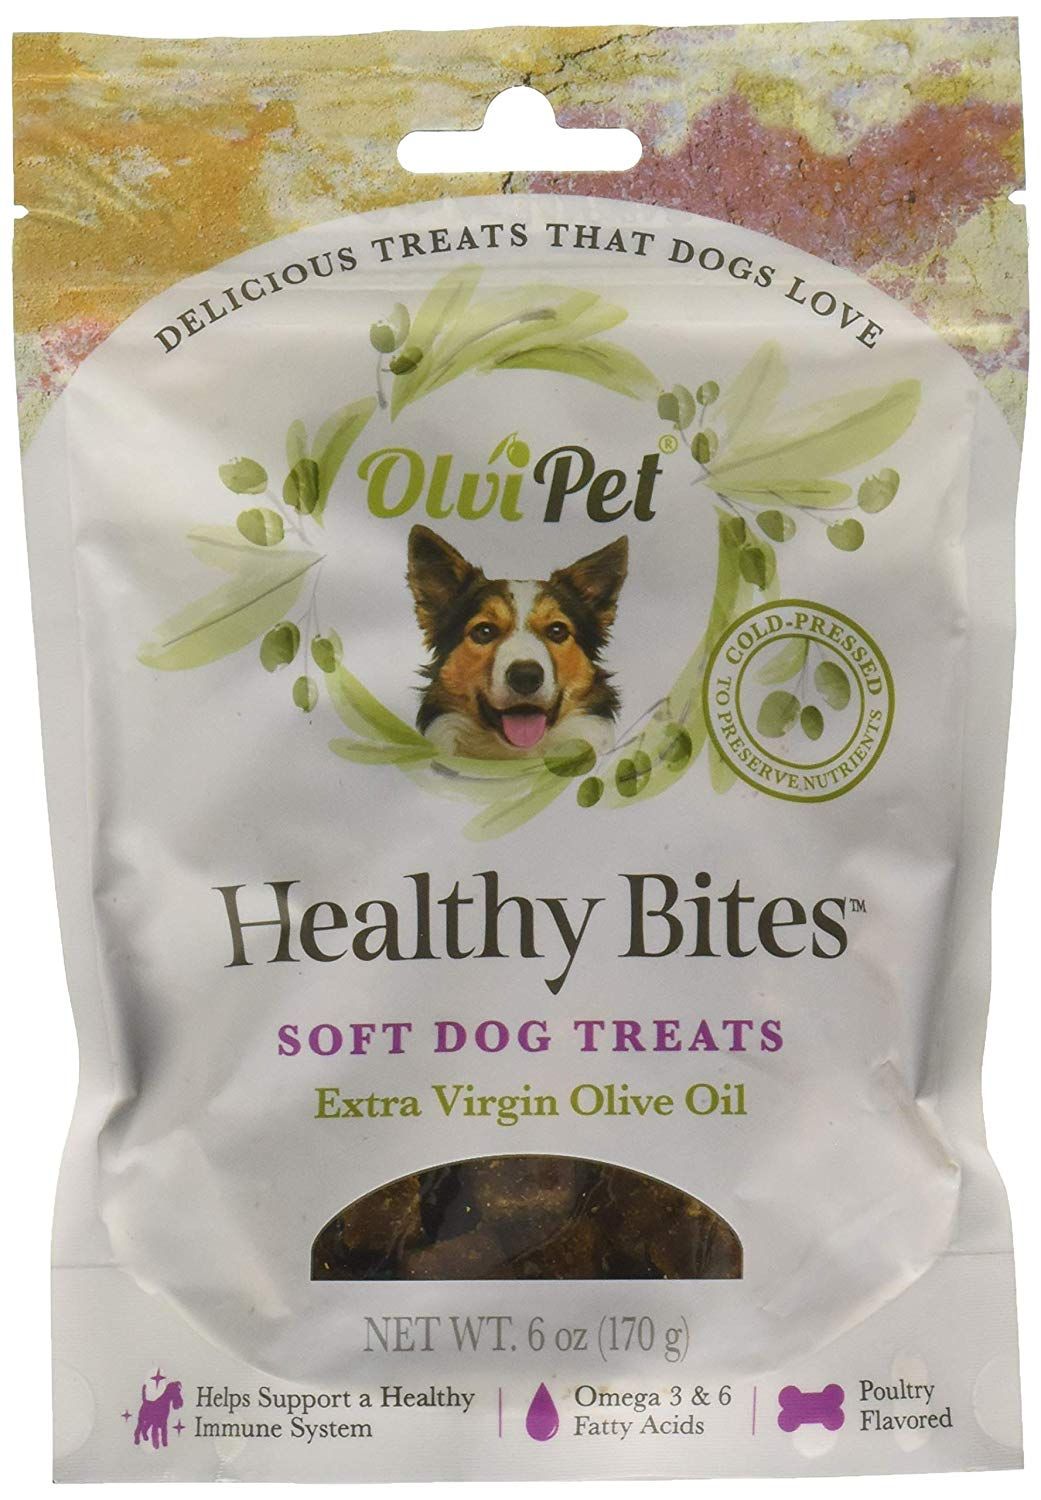 DELICIOUS TREATS THAT DOGS LOVE
OlviPet®
COLD-PRESSED
TO PRESERVE NUTRIENTS
Healthy Bites™
SOFT DOG TREATS
Extra Virgin Olive Oil
NET WT. 6 oz (170 g)
Helps Support a Healthy
Immune System
Omega 3 & 6
Fatty Acids
Poultry
Flavored